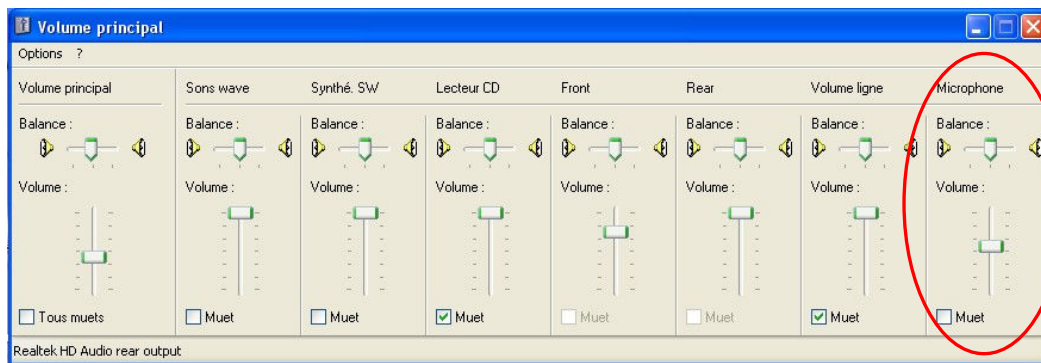 Volume principal
Options ?
Volume principal Sons wave Synthé. SW Lecteur CD Front Rear Volume ligne Microphone
Balance : Balance : Balance : Balance : Balance : Balance : Balance : Balance :
Volume : Volume : Volume : Volume : Volume : Volume : Volume : Volume :
Tous muets Muet Muet Muet Muet Muet Muet Muet
Realtek HD Audio rear output